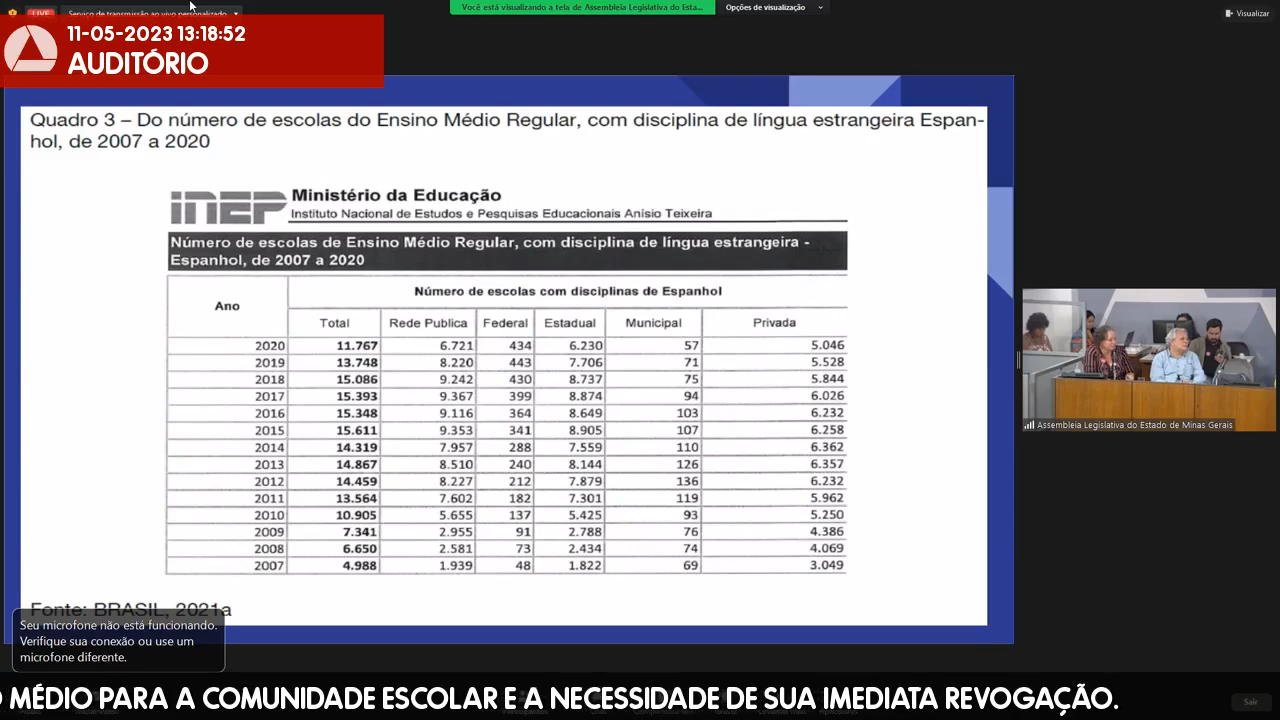 LIVE
Serviço de transmissão ao vivo personalizado
Você está visualizando a tela de Assembleia Legislativa do Esta...
Opções de visualização
Visualizar
11-05-2023 13:18:52
AUDITÓRIO
Quadro 3 – Do número de escolas do Ensino Médio Regular, com disciplina de língua estrangeira Espan-
hol, de 2007 a 2020
INEP
Ministério da Educação
Instituto Nacional de Estudos e Pesquisas Educacionais Anísio Teixeira
Número de escolas de Ensino Médio Regular, com disciplina de língua estrangeira -
Espanhol, de 2007 a 2020
Ano
Número de escolas com disciplinas de Espanhol
Total Rede Publica Federal Estadual Municipal Privada
2020 11.767 6.721 434 6.230 57 5.046
2019 13.748 8.220 443 7.706 71 5.528
2018 15.086 9.242 430 8.737 75 5.844
2017 15.393 9.367 399 8.874 94 6.026
2016 15.348 9.116 364 8.649 103 6.232
2015 15.611 9.353 341 8.905 107 6.258
2014 14.319 7.957 288 7.559 110 6.362
2013 14.867 8.510 240 8.144 126 6.357
2012 14.459 8.227 212 7.879 136 6.232
2011 13.564 7.602 182 7.301 119 5.962
2010 10.905 5.655 137 5.425 93 5.250
2009 7.341 2.955 91 2.788 76 4.386
2008 6.650 2.581 73 2.434 74 4.069
2007 4.988 1.939 48 1.822 69 3.049
Assembleia Legislativa do Estado de Minas Gerais
Fonte: BRASIL, 2021a
Seu microfone não está funcionando.
Verifique sua conexão ou use um
microfone diferente.
O MÉDIO PARA A COMUNIDADE ESCOLAR E A NECESSIDADE DE SUA IMEDIATA REVOGAÇÃO.
Sair